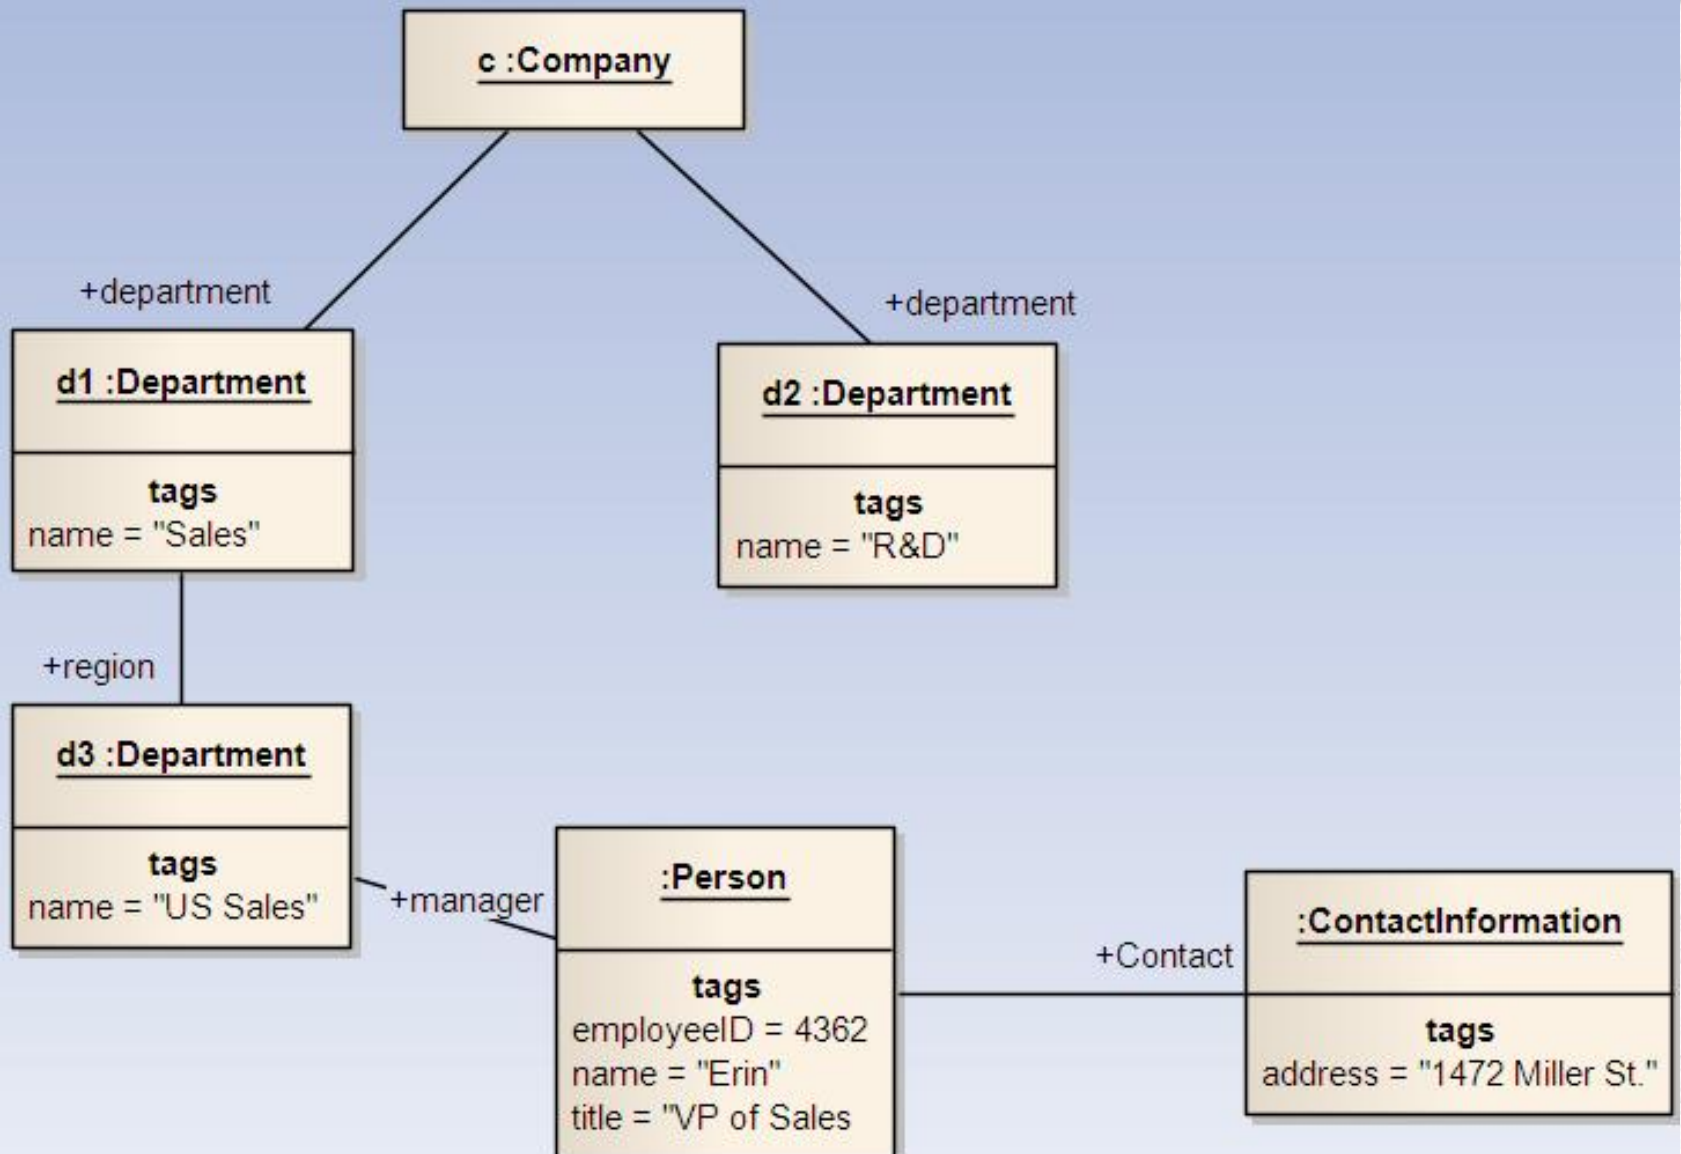 c :Company
+department
+department
d1 :Department
tags
name = "Sales"
d2 :Department
tags
name = "R&D"
+region
d3 :Department
tags
name = "US Sales"
+manager
:Person
tags
employeeID = 4362
name = "Erin"
title = "VP of Sales
+Contact
:ContactInformation
tags
address = "1472 Miller St."